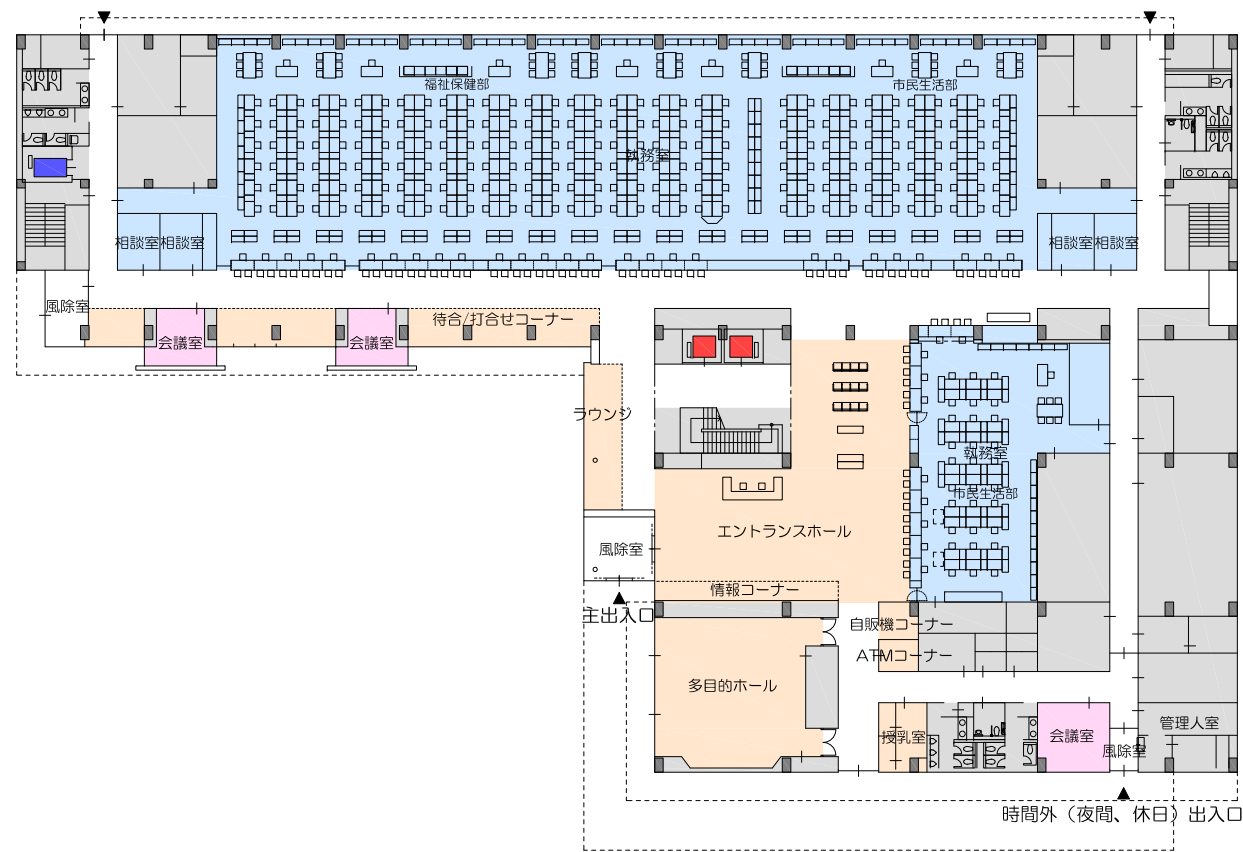 福祉保健部
市民生活部
執務室
相談室
相談室
相談室
相談室
風除室
待合/打合せコーナー
会議室
会議室
ラウンジ
執務室
市民生活部
エントランスホール
風除室
情報コーナー
主出入口
自販機コーナー
ATMコーナー
多目的ホール
授乳室
会議室
風除室
管理人室
時間外（夜間、休日）出入口